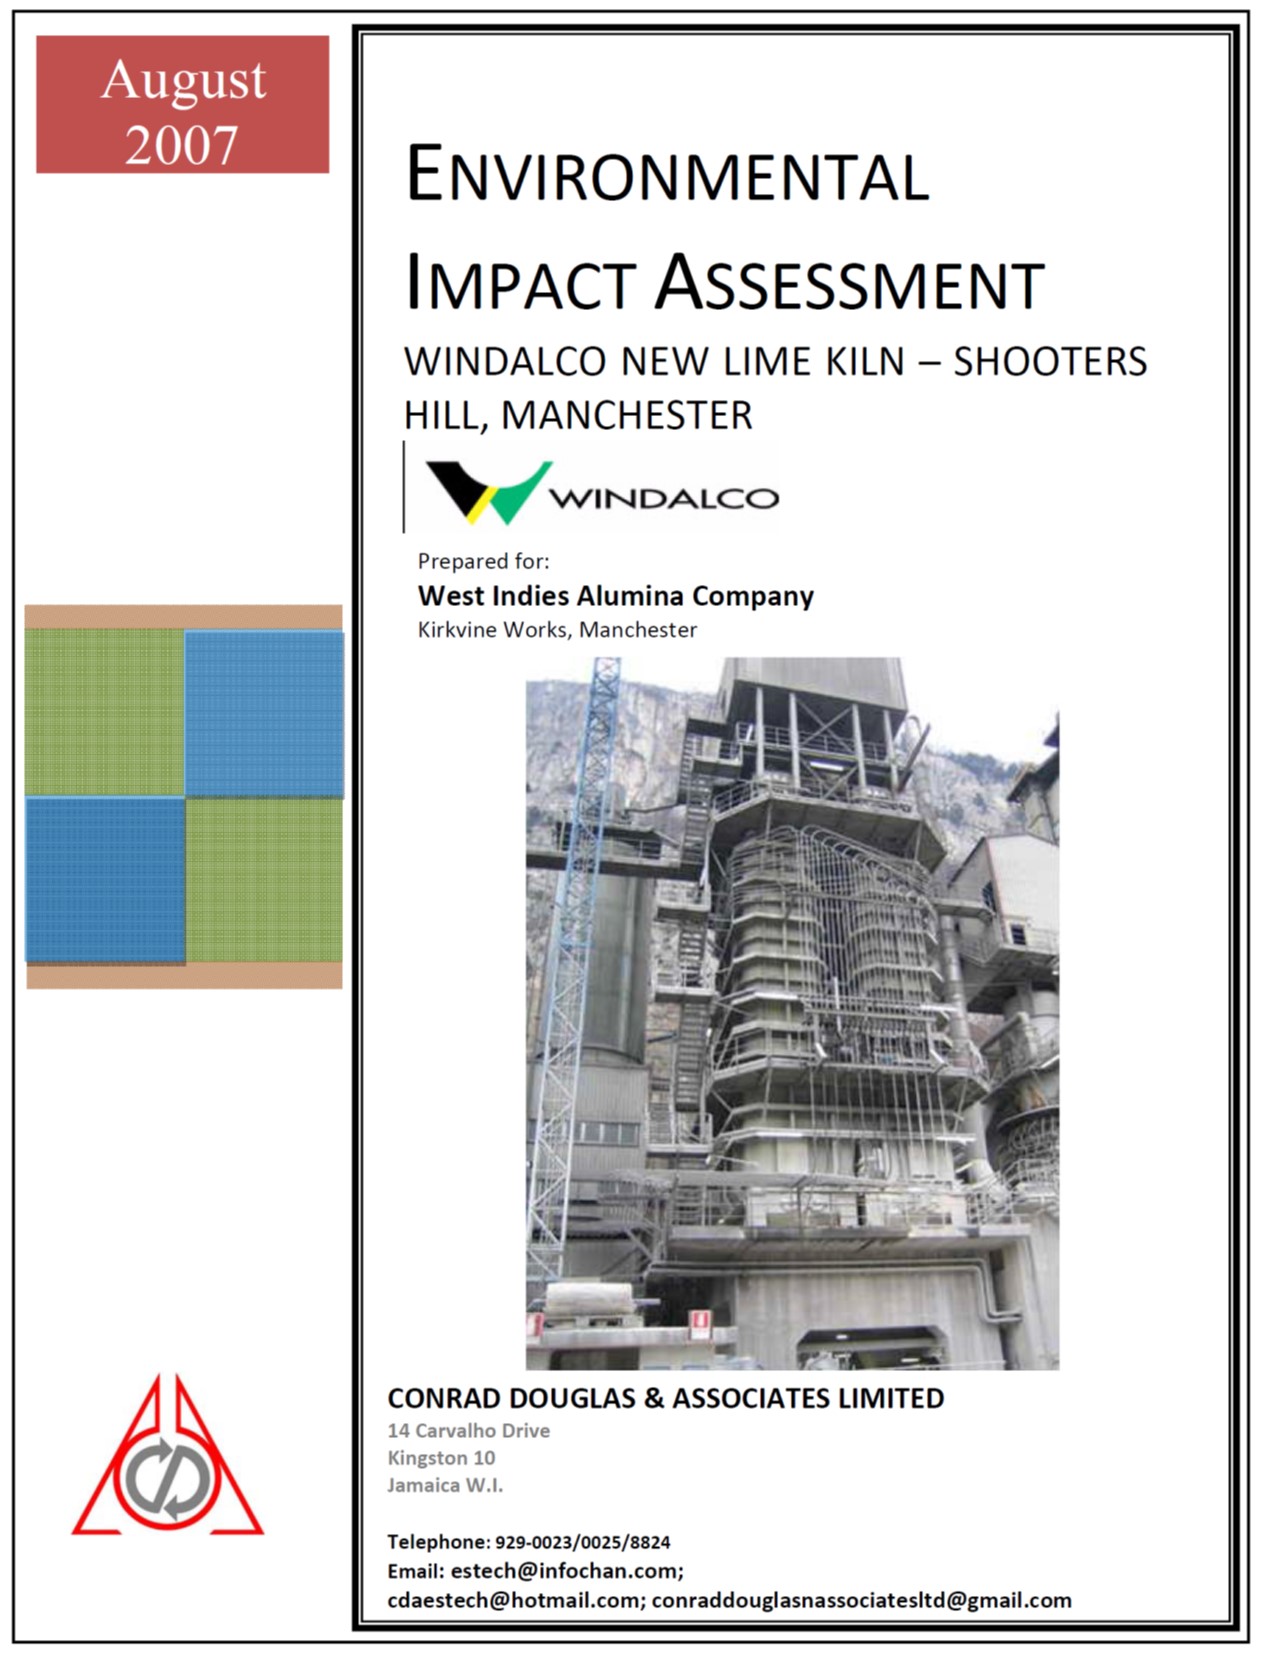 August
2007
ENVIRONMENTAL
IMPACT ASSESSMENT
WINDALCO NEW LIME KILN – SHOOTERS
HILL, MANCHESTER
WINDALCO
Prepared for:
West Indies Alumina Company
Kirkvine Works, Manchester
CONRAD DOUGLAS & ASSOCIATES LIMITED
14 Carvalho Drive
Kingston 10
Jamaica W.I.
Telephone: 929-0023/0025/8824
Email: estech@infochan.com;
cdaestech@hotmail.com; conraddouglasnassociatesltd@gmail.com